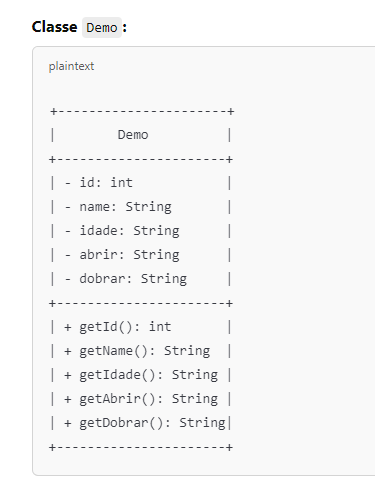 Classe Demo:
plaintext
+----------------------+
|        Demo          |
+----------------------+
| - id: int            |
| - name: String       |
| - idade: String      |
| - abrir: String      |
| - dobrar: String     |
+----------------------+
| + getId(): int       |
| + getName(): String  |
| + getIdade(): String |
| + getAbrir(): String |
| + getDobrar(): String|
+----------------------+